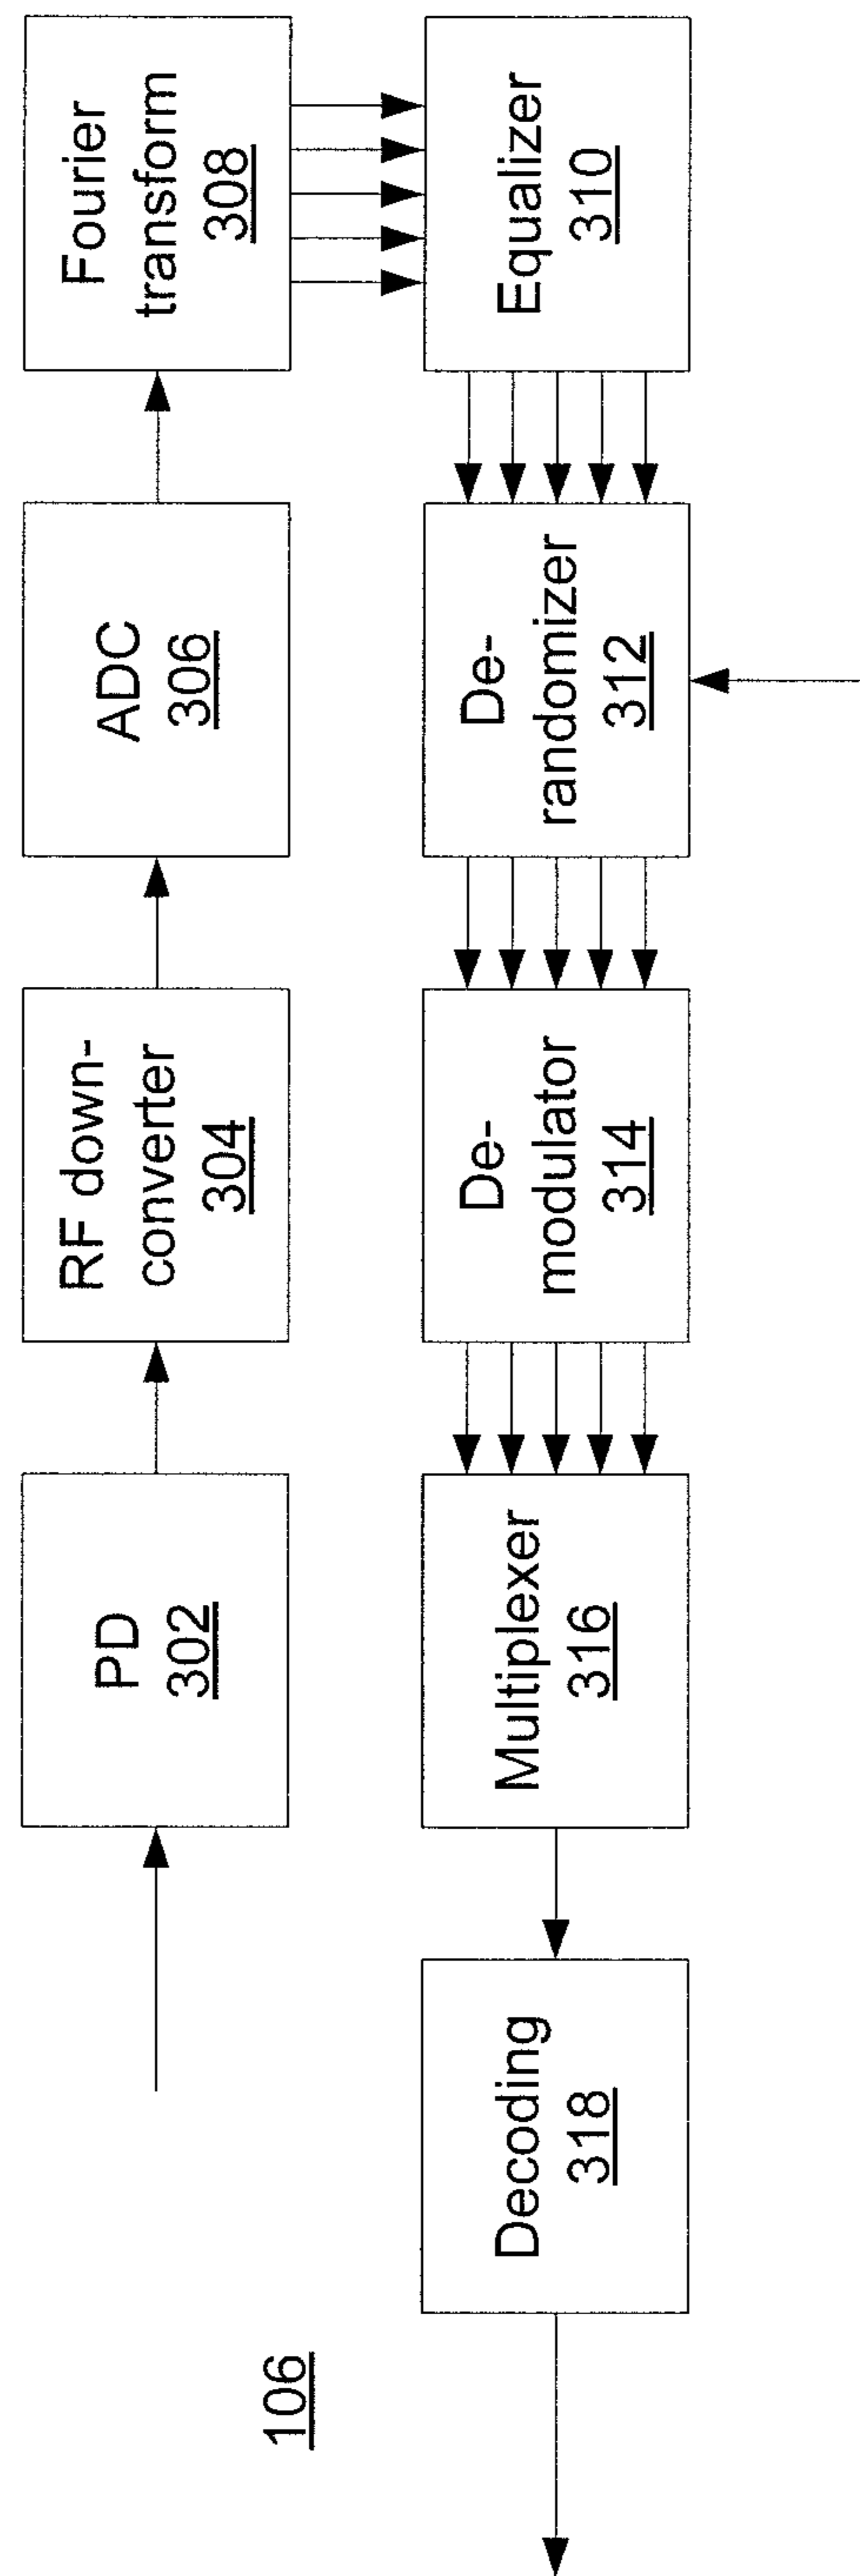 PD
302
RF down-
converter
304
ADC
306
Fourier
transform
308
Equalizer
310
De-
randomizer
312
De-
modulator
314
Multiplexer
316
Decoding
318
106